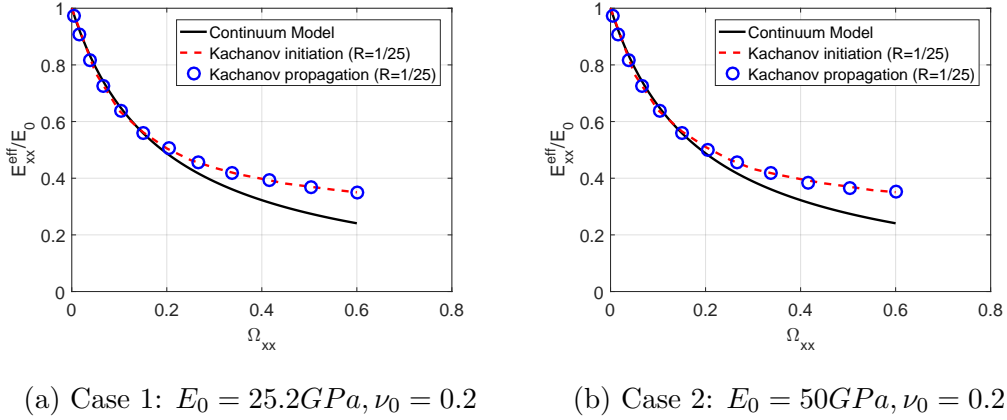 1
0.8
0.6
0.4
0.2
0
0 0.2 0.4 0.6 0.8
E_xx^eff/E_0
Ω_xx
Continuum Model
Kachanov initiation (R=1/25)
Kachanov propagation (R=1/25)
(a) Case 1: E_0 = 25.2GPa, ν_0 = 0.2
1
0.8
0.6
0.4
0.2
0
0 0.2 0.4 0.6 0.8
E_xx^eff/E_0
Ω_xx
Continuum Model
Kachanov initiation (R=1/25)
Kachanov propagation (R=1/25)
(b) Case 2: E_0 = 50GPa, ν_0 = 0.2